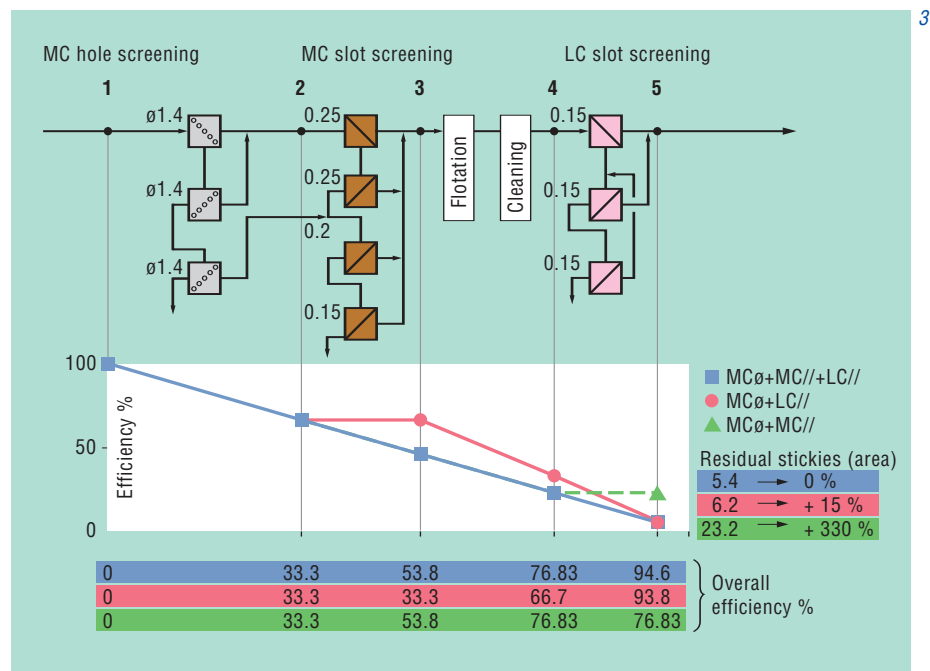 3
MC hole screening MC slot screening LC slot screening
1 2 3 4 5
ø1.4 0.25 0.15
ø1.4 0.25 0.15
ø1.4 0.2 0.15
0.15
Flotation
Cleaning
100
50
0
Efficiency %
MCø+MC//+LC//
MCø+LC//
MCø+MC//
Residual stickies (area)
5.4 → 0 %
6.2 → + 15 %
23.2 → + 330 %
0 33.3 53.8 76.83 94.6
0 33.3 33.3 66.7 93.8
0 33.3 53.8 76.83 76.83
Overall
efficiency %